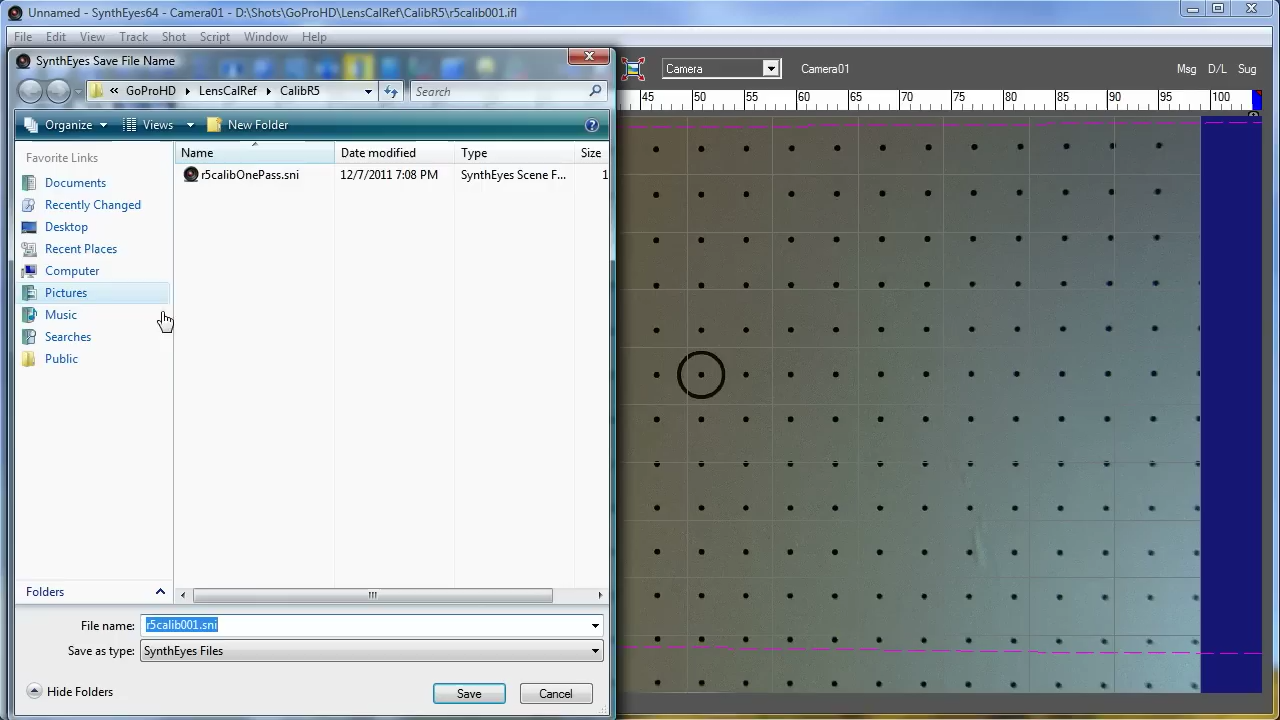 Unnamed - SynthEyes64 - Camera01 - D:\Shots\GoProHD\LensCalRef\CalibR5\r5calib001.ifl
File Edit View Track Shot Script Window Help
SynthEyes Save File Name
« GoProHD LensCalRef CalibR5 Search
Camera Camera01 Msg D/L Sug
45 50 55 60 65 70 75 80 85 90 95 100
Organize Views New Folder
Favorite Links
Name Date modified Type Size
r5calibOnePass.sni 12/7/2011 7:08 PM SynthEyes Scene F... 1
Documents
Recently Changed
Desktop
Recent Places
Computer
Pictures
Music
Searches
Public
Folders
File name: r5calib001.sni
Save as type: SynthEyes Files
Hide Folders Save Cancel